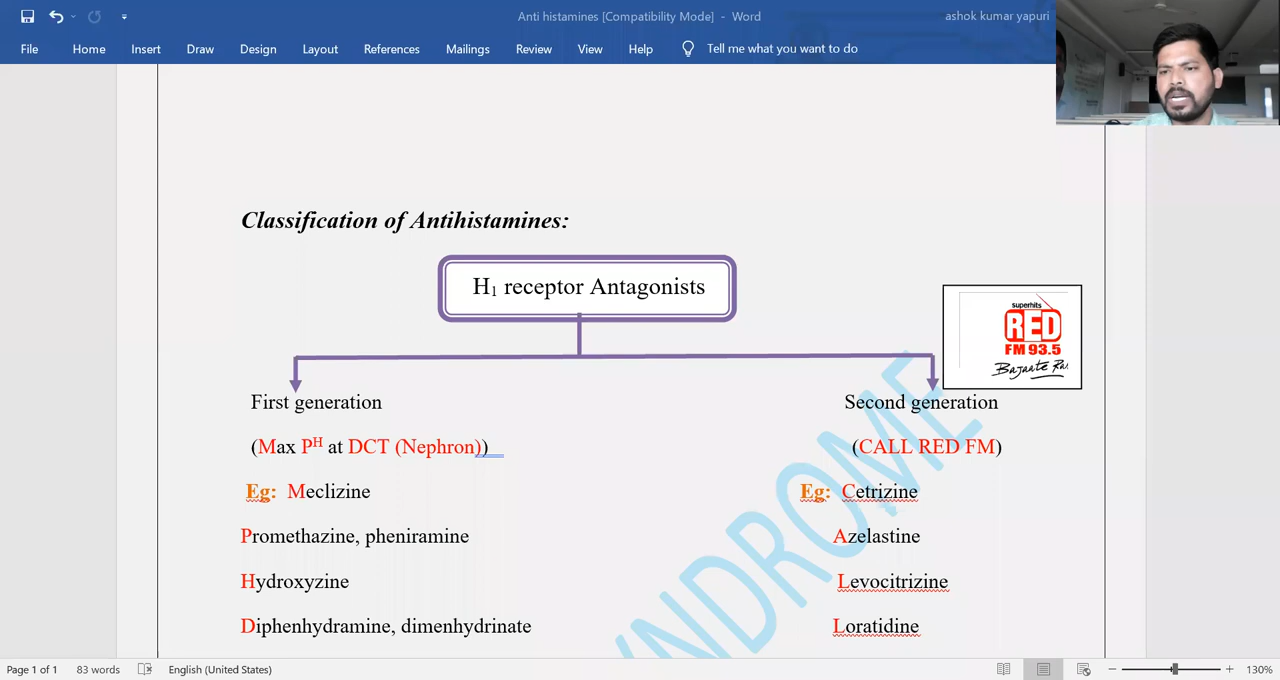 Anti histamines [Compatibility Mode] - Word
ashok kumar yapuri
File Home Insert Draw Design Layout References Mailings Review View Help Tell me what you want to do
Classification of Antihistamines:
H1 receptor Antagonists
superhits
RED
FM 93.5
Bajaate Ra
First generation
Second generation
(Max PH at DCT (Nephron))
(CALL RED FM)
Eg: Meclizine
Eg: Cetrizine
Promethazine, pheniramine
Azelastine
Hydroxyzine
Levocitrizine
Diphenhydramine, dimenhydrinate
Loratidine
YNDROME
Page 1 of 1 83 words English (United States) 130%